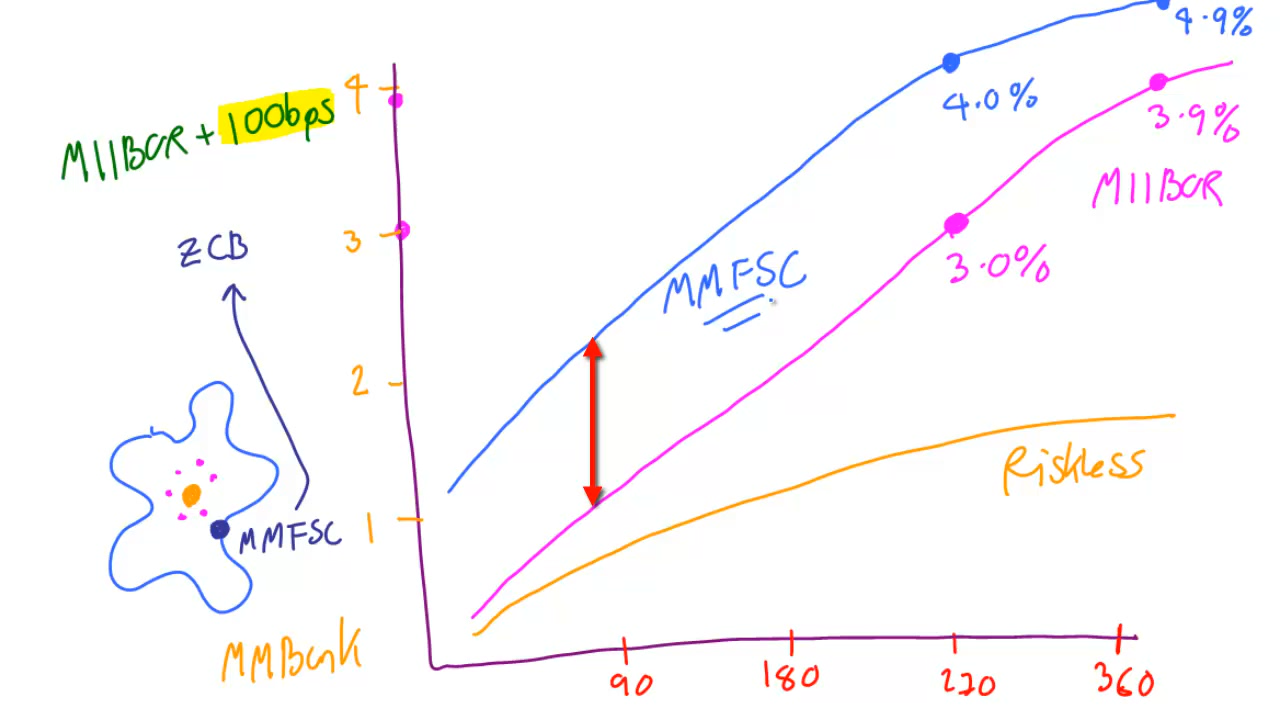 4.9%
4
MIIBOR + 100bps
4.0%
3.9%
MIIBOR
3
ZCB
3.0%
MMFSC
2
Riskless
1
MMFSC
MMBank
90
180
270
360